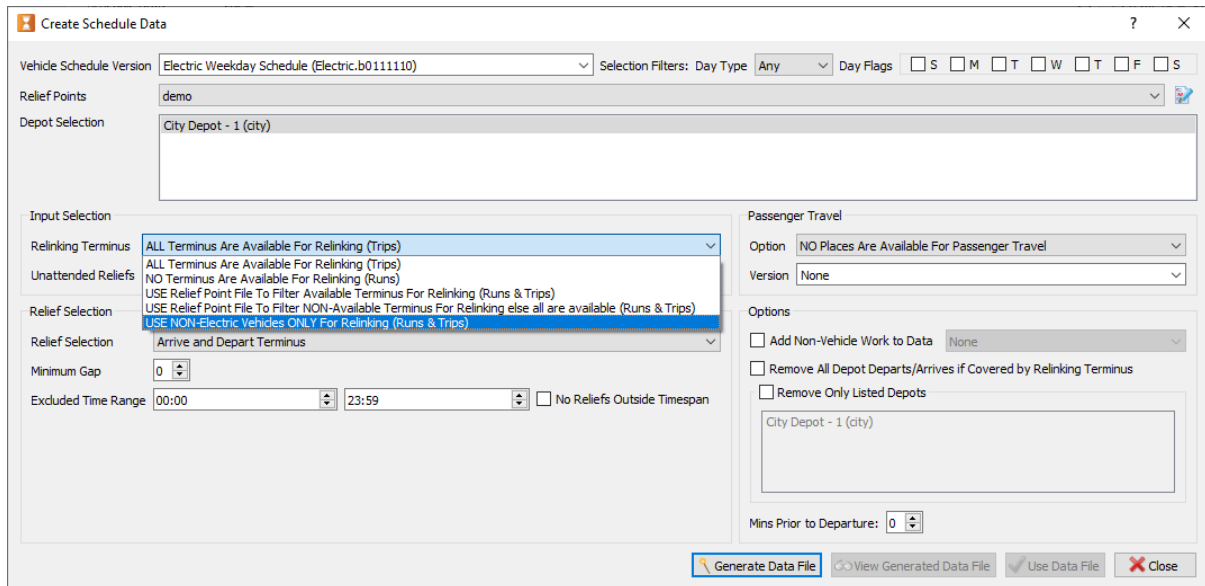 Create Schedule Data ?
Vehicle Schedule Version Electric Weekday Schedule (Electric.b0111110) Selection Filters: Day Type Any Day Flags S M T W T F S
Relief Points demo
Depot Selection City Depot - 1 (city)
Input Selection Passenger Travel
Relinking Terminus ALL Terminus Are Available For Relinking (Trips) Option NO Places Are Available For Passenger Travel
ALL Terminus Are Available For Relinking (Trips)
Unattended Reliefs NO Terminus Are Available For Relinking (Runs) Version None
USE Relief Point File To Filter Available Terminus For Relinking (Runs & Trips)
Relief Selection USE Relief Point File To Filter NON-Available Terminus For Relinking else all are available (Runs & Trips) Options
USE NON-Electric Vehicles ONLY For Relinking (Runs & Trips)
Relief Selection Arrive and Depart Terminus Add Non-Vehicle Work to Data None
Minimum Gap 0 Remove All Depot Departs/Arrives if Covered by Relinking Terminus
Excluded Time Range 00:00 23:59 No Reliefs Outside Timespan Remove Only Listed Depots
City Depot - 1 (city)
Mins Prior to Departure: 0
Generate Data File View Generated Data File Use Data File Close